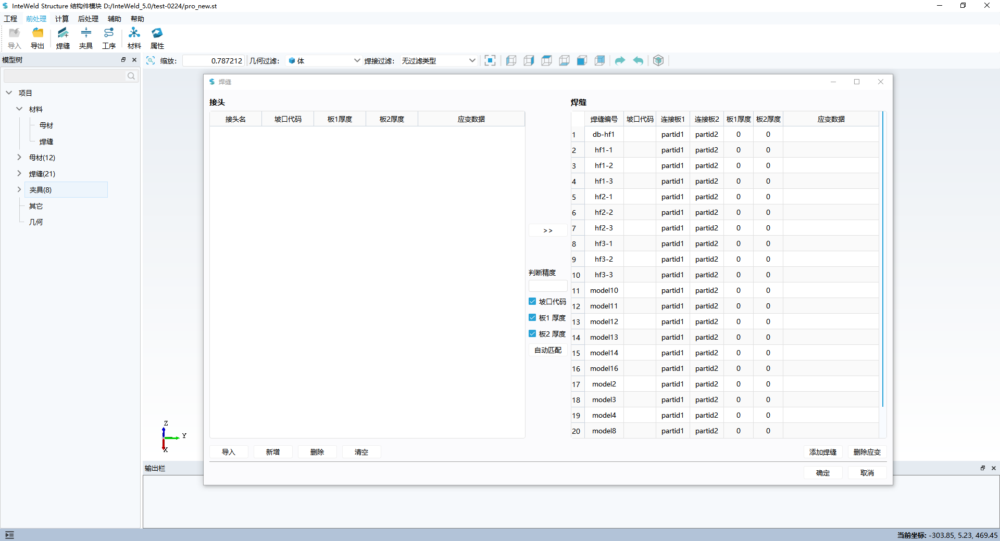 InteWeld Structure 结构件模块 D:/InteWeld_5.0/test-0224/pro_new.st
工程 前处理 计算 后处理 辅助 帮助
导入 导出 焊缝 夹具 工序 材料 属性
模型树
缩放: 0.787212 几何过滤: 体 焊接过滤: 无过滤类型
项目
材料
母材
焊缝
母材(12)
焊缝(21)
夹具(8)
其它
几何
焊缝
接头
接头名 坡口代码 板1厚度 板2厚度 应变数据
>>
判断精度
坡口代码
板1 厚度
板2 厚度
自动匹配
焊缝
焊缝编号 坡口代码 连接板1 连接板2 板1厚度 板2厚度 应变数据
1 db-hf1 partid1 partid2 0 0
2 hf1-1 partid1 partid2 0 0
3 hf1-2 partid1 partid2 0 0
4 hf1-3 partid1 partid2 0 0
5 hf2-1 partid1 partid2 0 0
6 hf2-2 partid1 partid2 0 0
7 hf2-3 partid1 partid2 0 0
8 hf3-1 partid1 partid2 0 0
9 hf3-2 partid1 partid2 0 0
10 hf3-3 partid1 partid2 0 0
11 model10 partid1 partid2 0 0
12 model11 partid1 partid2 0 0
13 model12 partid1 partid2 0 0
14 model13 partid1 partid2 0 0
15 model14 partid1 partid2 0 0
16 model16 partid1 partid2 0 0
17 model2 partid1 partid2 0 0
18 model3 partid1 partid2 0 0
19 model4 partid1 partid2 0 0
20 model8 partid1 partid2 0 0
导入 新增 删除 清空 添加焊缝 删除应变
确定 取消
Z
Y
X
输出栏
当前坐标: -303.85, 5.23, 469.45